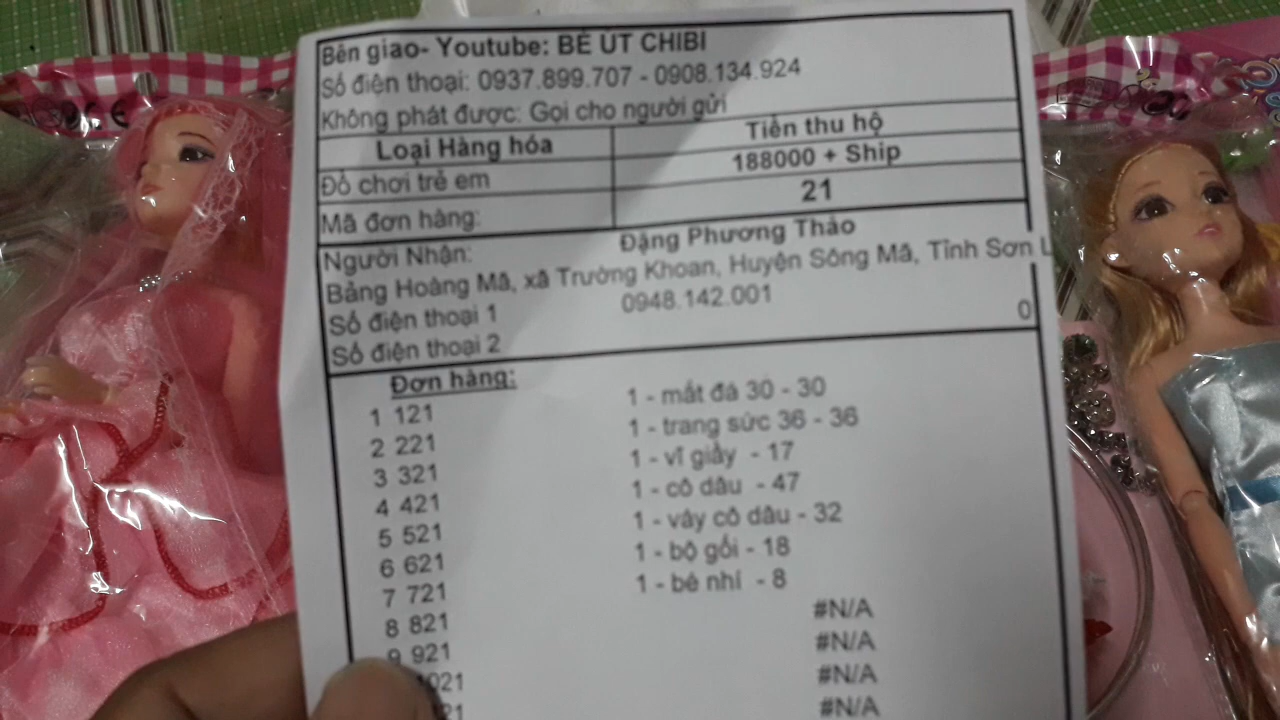 Bên giao- Youtube: BÉ ÚT CHIBI
Số điện thoại: 0937.899.707 - 0908.134.924
Không phát được: Gọi cho người gửi
Loại Hàng hóa Tiền thu hộ
Đồ chơi trẻ em 188000 + Ship
Mã đơn hàng: 21
Người Nhận: Đặng Phương Thảo
Bảng Hoàng Mã, xã Trường Khoan, Huyện Sông Mã, Tỉnh Sơn L
Số điện thoại 1 0948.142.001
Số điện thoại 2 0
Đơn hàng:
1 121 1 - mắt đá 30 - 30
2 221 1 - trang sức 36 - 36
3 321 1 - vĩ giầy - 17
4 421 1 - cô dâu - 47
5 521 1 - váy cô dâu - 32
6 621 1 - bộ gối - 18
7 721 1 - bé nhí - 8
8 821 #N/A
9 921 #N/A
1021 #N/A
21 #N/A